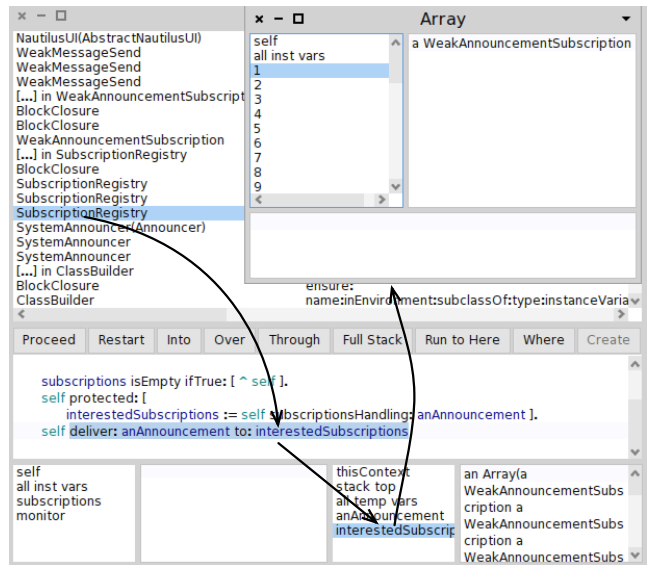 NautilusUI(AbstractNautilusUI)
WeakMessageSend
WeakMessageSend
WeakMessageSend
[...] in WeakAnnouncementSubscript
BlockClosure
BlockClosure
WeakAnnouncementSubscription
[...] in SubscriptionRegistry
BlockClosure
SubscriptionRegistry
SubscriptionRegistry
SubscriptionRegistry
SystemAnnouncer(Announcer)
SystemAnnouncer
SystemAnnouncer
[...] in ClassBuilder
BlockClosure ensure:
ClassBuilder name:inEnvironment:subclassOf:type:instanceVaria
Array
self
all inst vars
1
2
3
4
5
6
7
8
9
a WeakAnnouncementSubscription
Proceed Restart Into Over Through Full Stack Run to Here Where Create
subscriptions isEmpty ifTrue: [ ^ self ].
self protected: [
interestedSubscriptions := self subscriptionsHandling: anAnnouncement ].
self deliver: anAnnouncement to: interestedSubscriptions
self
all inst vars
subscriptions
monitor
thisContext
stack top
all temp vars
anAnnouncement
interestedSubscrip
an Array(a
WeakAnnouncementSubs
cription a
WeakAnnouncementSubs
cription a
WeakAnnouncementSubs